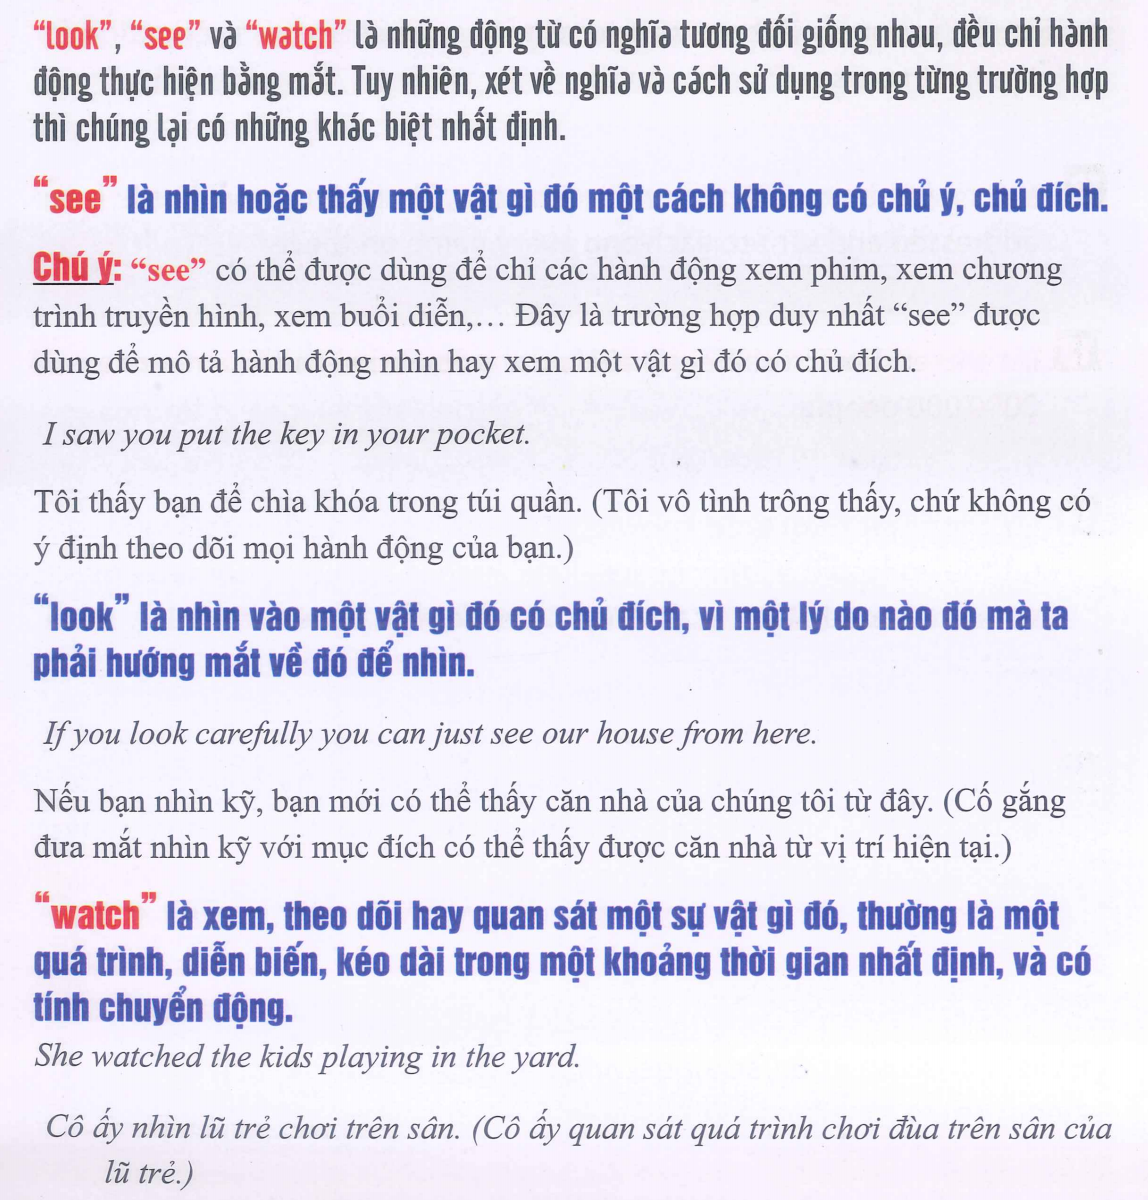 “look”, “see” và “watch” là những động từ có nghĩa tương đối giống nhau, đều chỉ hành
động thực hiện bằng mắt. Tuy nhiên, xét về nghĩa và cách sử dụng trong từng trường hợp
thì chúng lại có những khác biệt nhất định.
“see” là nhìn hoặc thấy một vật gì đó một cách không có chủ ý, chủ đích.
Chú ý: “see” có thể được dùng để chỉ các hành động xem phim, xem chương
trình truyền hình, xem buổi diễn,… Đây là trường hợp duy nhất “see” được
dùng để mô tả hành động nhìn hay xem một vật gì đó có chủ đích.
I saw you put the key in your pocket.
Tôi thấy bạn để chìa khóa trong túi quần. (Tôi vô tình trông thấy, chứ không có
ý định theo dõi mọi hành động của bạn.)
“look” là nhìn vào một vật gì đó có chủ đích, vì một lý do nào đó mà ta
phải hướng mắt về đó để nhìn.
If you look carefully you can just see our house from here.
Nếu bạn nhìn kỹ, bạn mới có thể thấy căn nhà của chúng tôi từ đây. (Cố gắng
đưa mắt nhìn kỹ với mục đích có thể thấy được căn nhà từ vị trí hiện tại.)
“watch” là xem, theo dõi hay quan sát một sự vật gì đó, thường là một
quá trình, diễn biến, kéo dài trong một khoảng thời gian nhất định, và có
tính chuyển động.
She watched the kids playing in the yard.
Cô ấy nhìn lũ trẻ chơi trên sân. (Cô ấy quan sát quá trình chơi đùa trên sân của
lũ trẻ.)